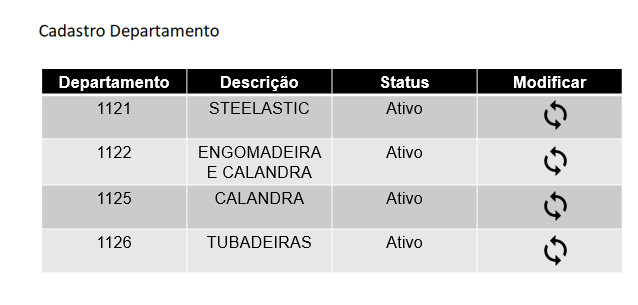 Cadastro Departamento
Departamento Descrição Status Modificar
1121 STEELASTIC Ativo
1122 ENGOMADEIRA Ativo
E CALANDRA
1125 CALANDRA Ativo
1126 TUBADEIRAS Ativo